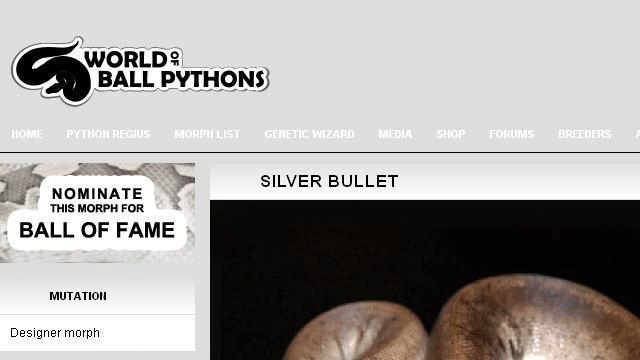 WORLD OF
BALL PYTHONS
HOME PYTHON REGIUS MORPH LIST GENETIC WIZARD MEDIA SHOP FORUMS BREEDERS
NOMINATE
THIS MORPH FOR
BALL OF FAME
SILVER BULLET
MUTATION
Designer morph